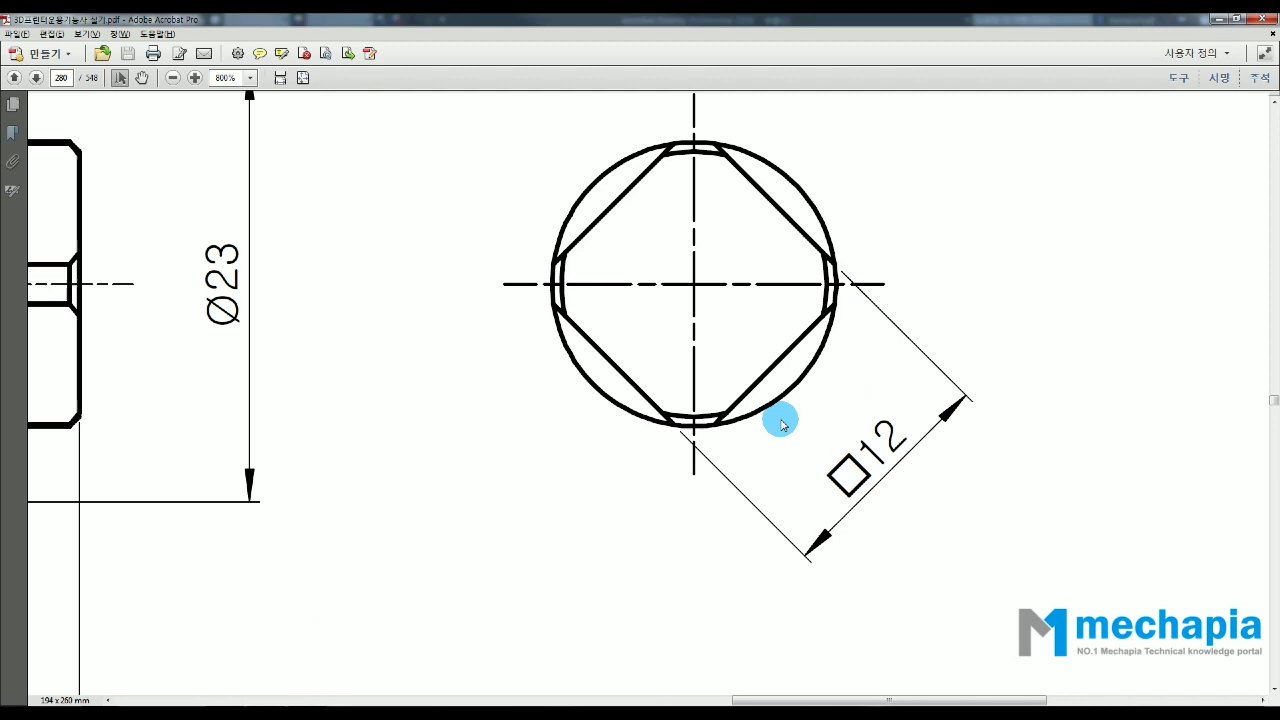 3D프린터운용기능사 실기.pdf - Adobe Acrobat Pro
파일(F) 편집(E) 보기(V) 창(W) 도움말(H)
만들기
사용자 정의
280 / 548
800%
도구 서명 주석
Ø23
□12
M mechapia
NO.1 Mechapia Technical knowledge portal
194 x 260 mm